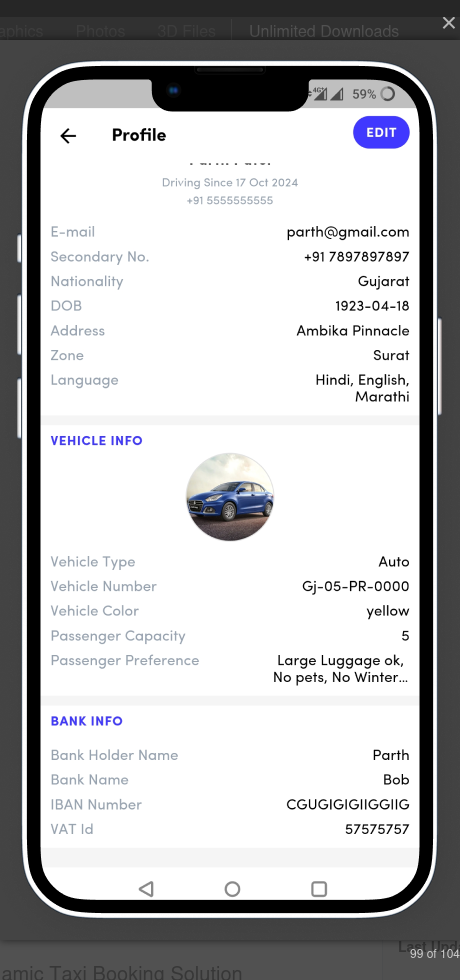 aphics Photos 3D Files Unlimited Downloads
4G 59%
Profile
EDIT
Driving Since 17 Oct 2024
+91 5555555555
E-mail parth@gmail.com
Secondary No. +91 7897897897
Nationality Gujarat
DOB 1923-04-18
Address Ambika Pinnacle
Zone Surat
Language Hindi, English,
Marathi
VEHICLE INFO
Vehicle Type Auto
Vehicle Number Gj-05-PR-0000
Vehicle Color yellow
Passenger Capacity 5
Passenger Preference Large Luggage ok,
No pets, No Winter...
BANK INFO
Bank Holder Name Parth
Bank Name Bob
IBAN Number CGUGIGIGIIGGIIG
VAT Id 57575757
99 of 104
Last Upd
amic Taxi Booking Solution